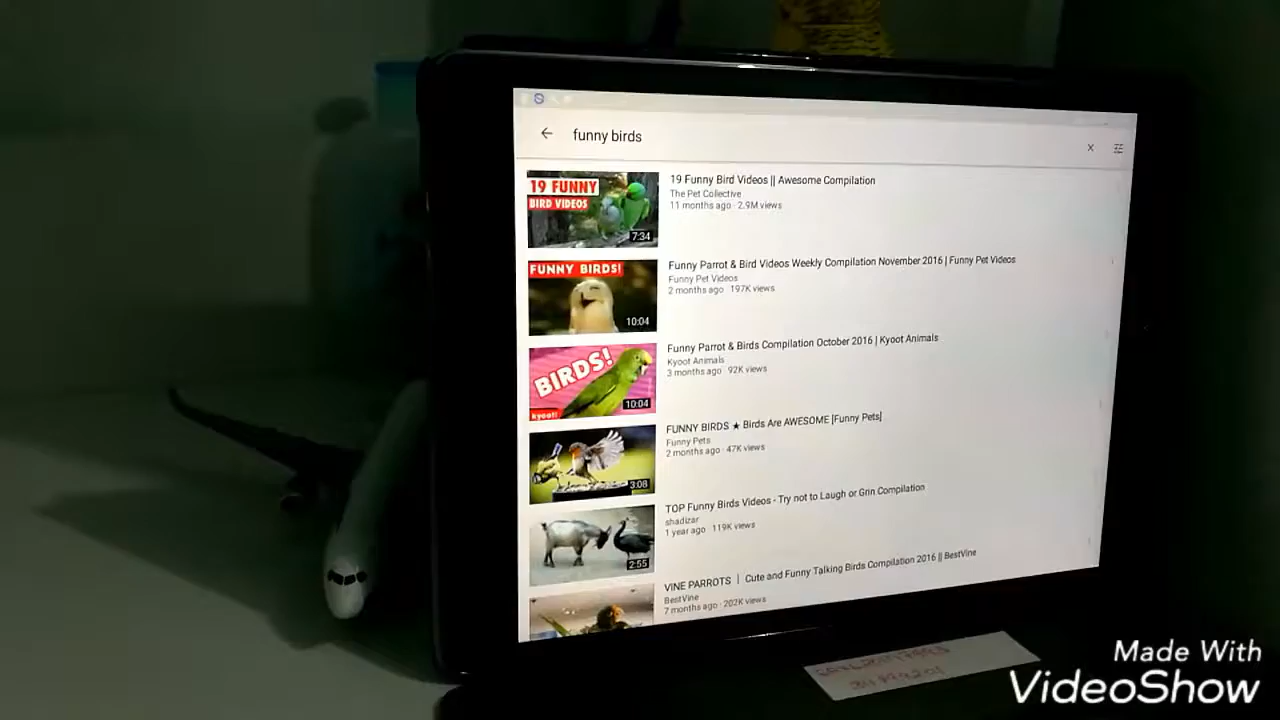 funny birds
19 FUNNY
BIRD VIDEOS
7:34
19 Funny Bird Videos || Awesome Compilation
The Pet Collective
11 months ago · 2.9M views
FUNNY BIRDS!
10:04
Funny Parrot & Bird Videos Weekly Compilation November 2016 | Funny Pet Videos
Funny Pet Videos
2 months ago · 197K views
BIRDS!
kyoot!
10:04
Funny Parrot & Birds Compilation October 2016 | Kyoot Animals
Kyoot Animals
3 months ago · 92K views
3:08
FUNNY BIRDS ★ Birds Are AWESOME [Funny Pets]
Funny Pets
2 months ago · 47K views
2:55
TOP Funny Birds Videos - Try not to Laugh or Grin Compilation
shadizar
1 year ago · 119K views
VINE PARROTS | Cute and Funny Talking Birds Compilation 2016 || BestVine
BestVine
7 months ago · 202K views
Made With
VideoShow